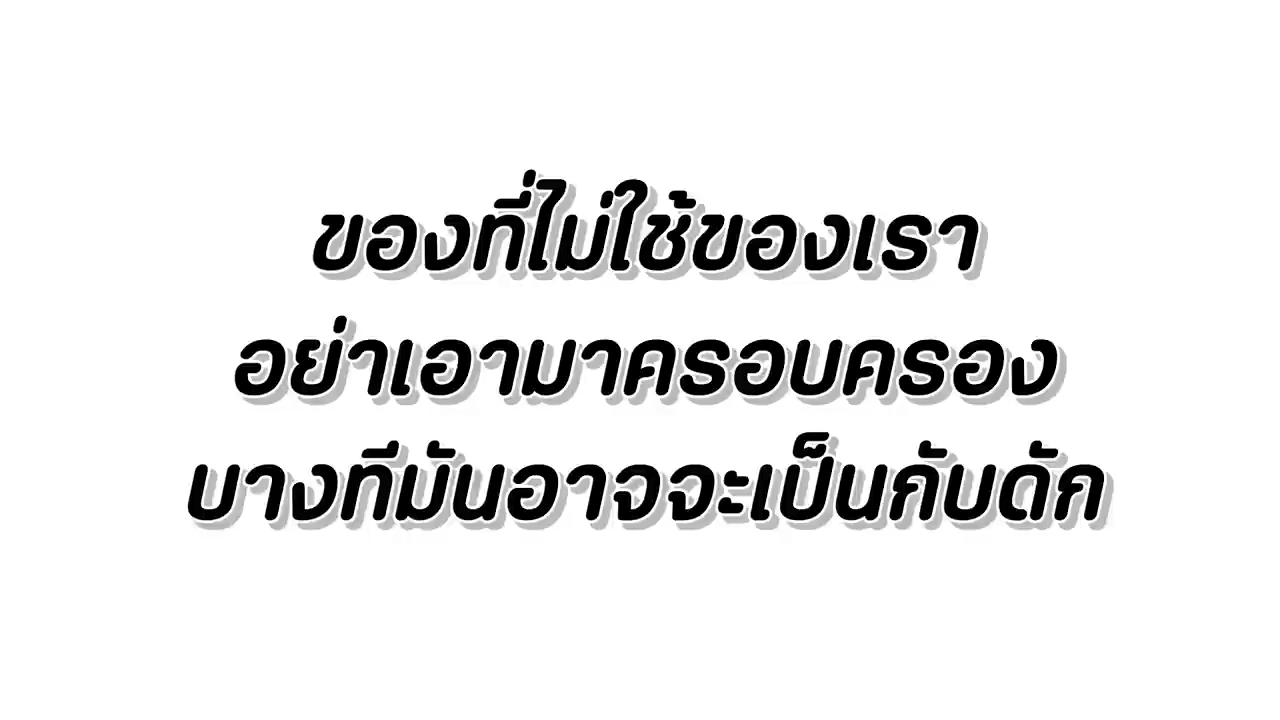 ของที่ไม่ใช้ของเรา
อย่าเอามาครอบครอง
บางทีมันอาจจะเป็นกับดัก